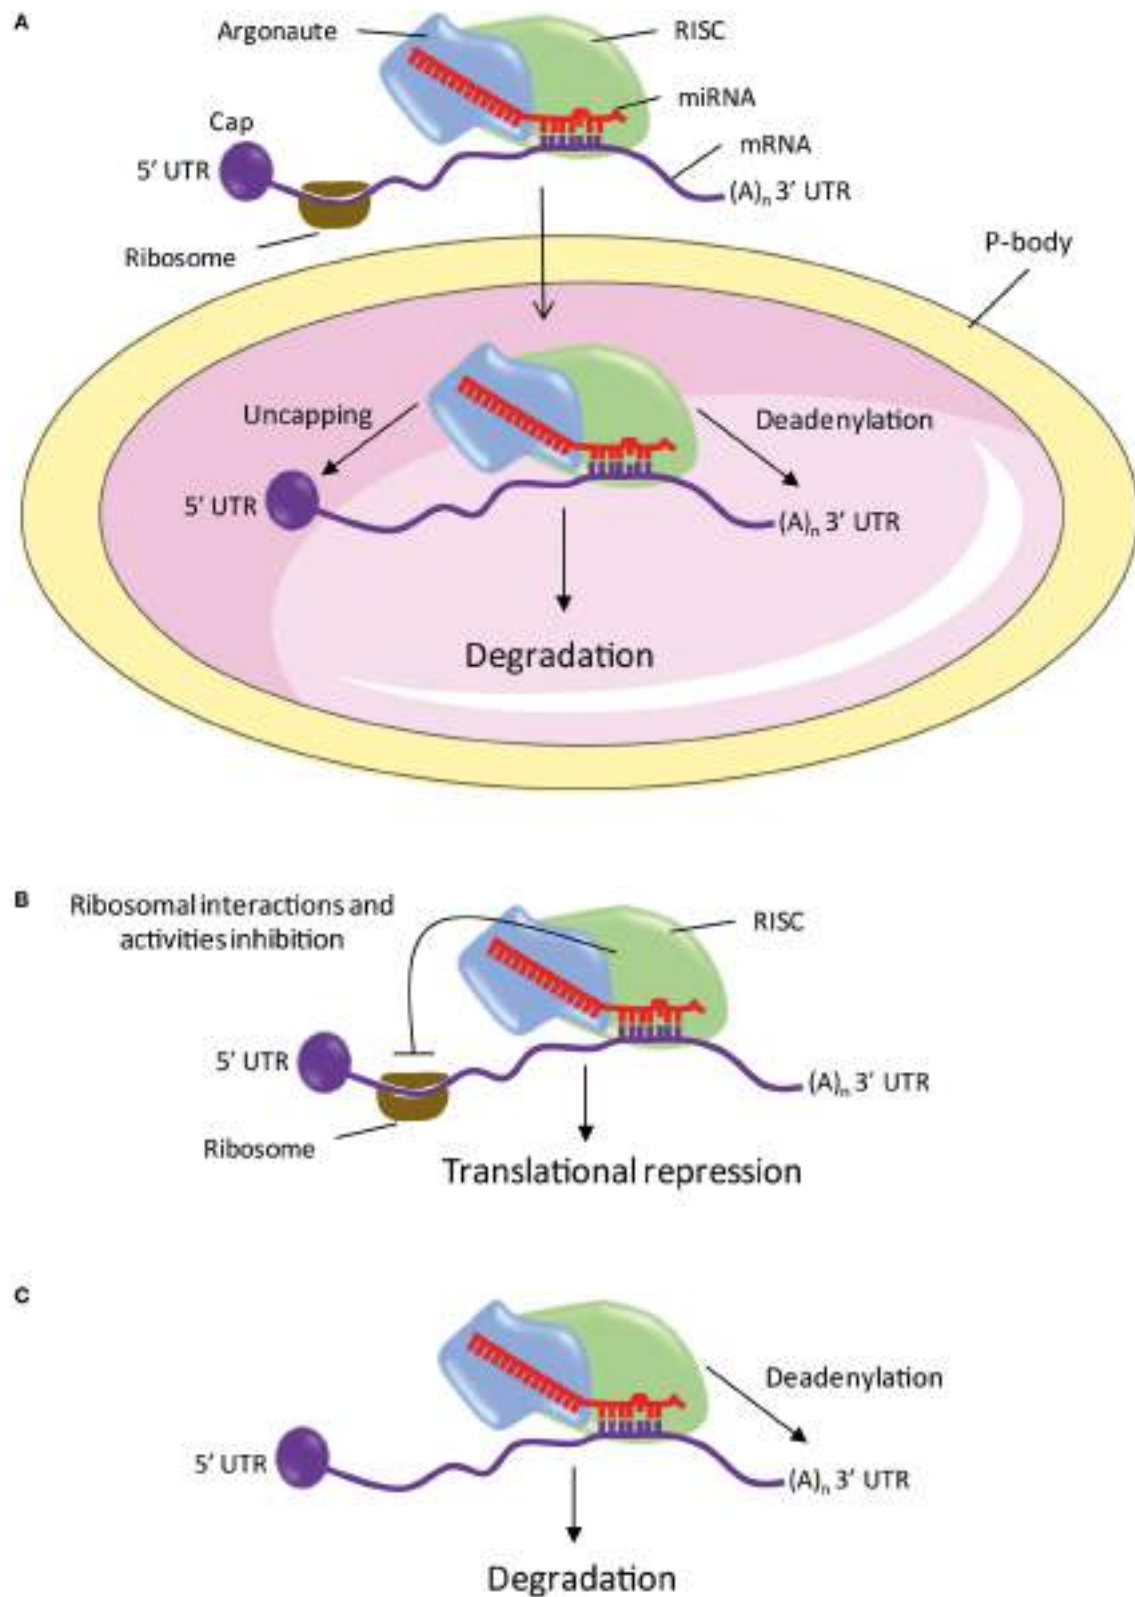 A
Argonaute
RISC
miRNA
Cap
mRNA
5' UTR
(A)n 3' UTR
Ribosome
P-body
Uncapping
Deadenylation
5' UTR
(A)n 3' UTR
Degradation
B
Ribosomal interactions and
activities inhibition
RISC
5' UTR
(A)n 3' UTR
Ribosome
Translational repression
C
Deadenylation
5' UTR
(A)n 3' UTR
Degradation